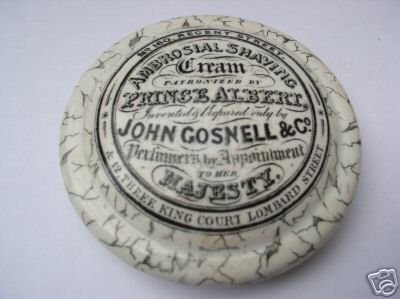 No 160 REGENT STREET
AMBROSIAL SHAVING
Cream
PATRONIZED BY
PRINCE ALBERT,
Invented & Prepared only by
JOHN GOSNELL & Co
Perfumers by Appointment
TO HER
MAJESTY.
& 12 THREE KING COURT LOMBARD STREET